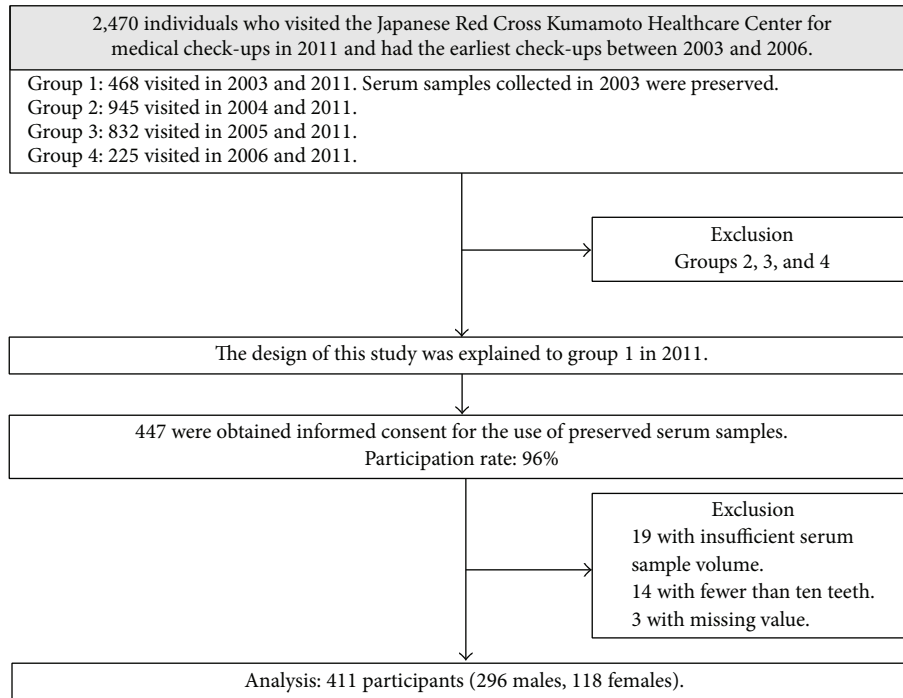 2,470 individuals who visited the Japanese Red Cross Kumamoto Healthcare Center for
medical check-ups in 2011 and had the earliest check-ups between 2003 and 2006.
Group 1: 468 visited in 2003 and 2011. Serum samples collected in 2003 were preserved.
Group 2: 945 visited in 2004 and 2011.
Group 3: 832 visited in 2005 and 2011.
Group 4: 225 visited in 2006 and 2011.
Exclusion
Groups 2, 3, and 4
The design of this study was explained to group 1 in 2011.
447 were obtained informed consent for the use of preserved serum samples.
Participation rate: 96%
Exclusion
19 with insufficient serum
sample volume.
14 with fewer than ten teeth.
3 with missing value.
Analysis: 411 participants (296 males, 118 females).